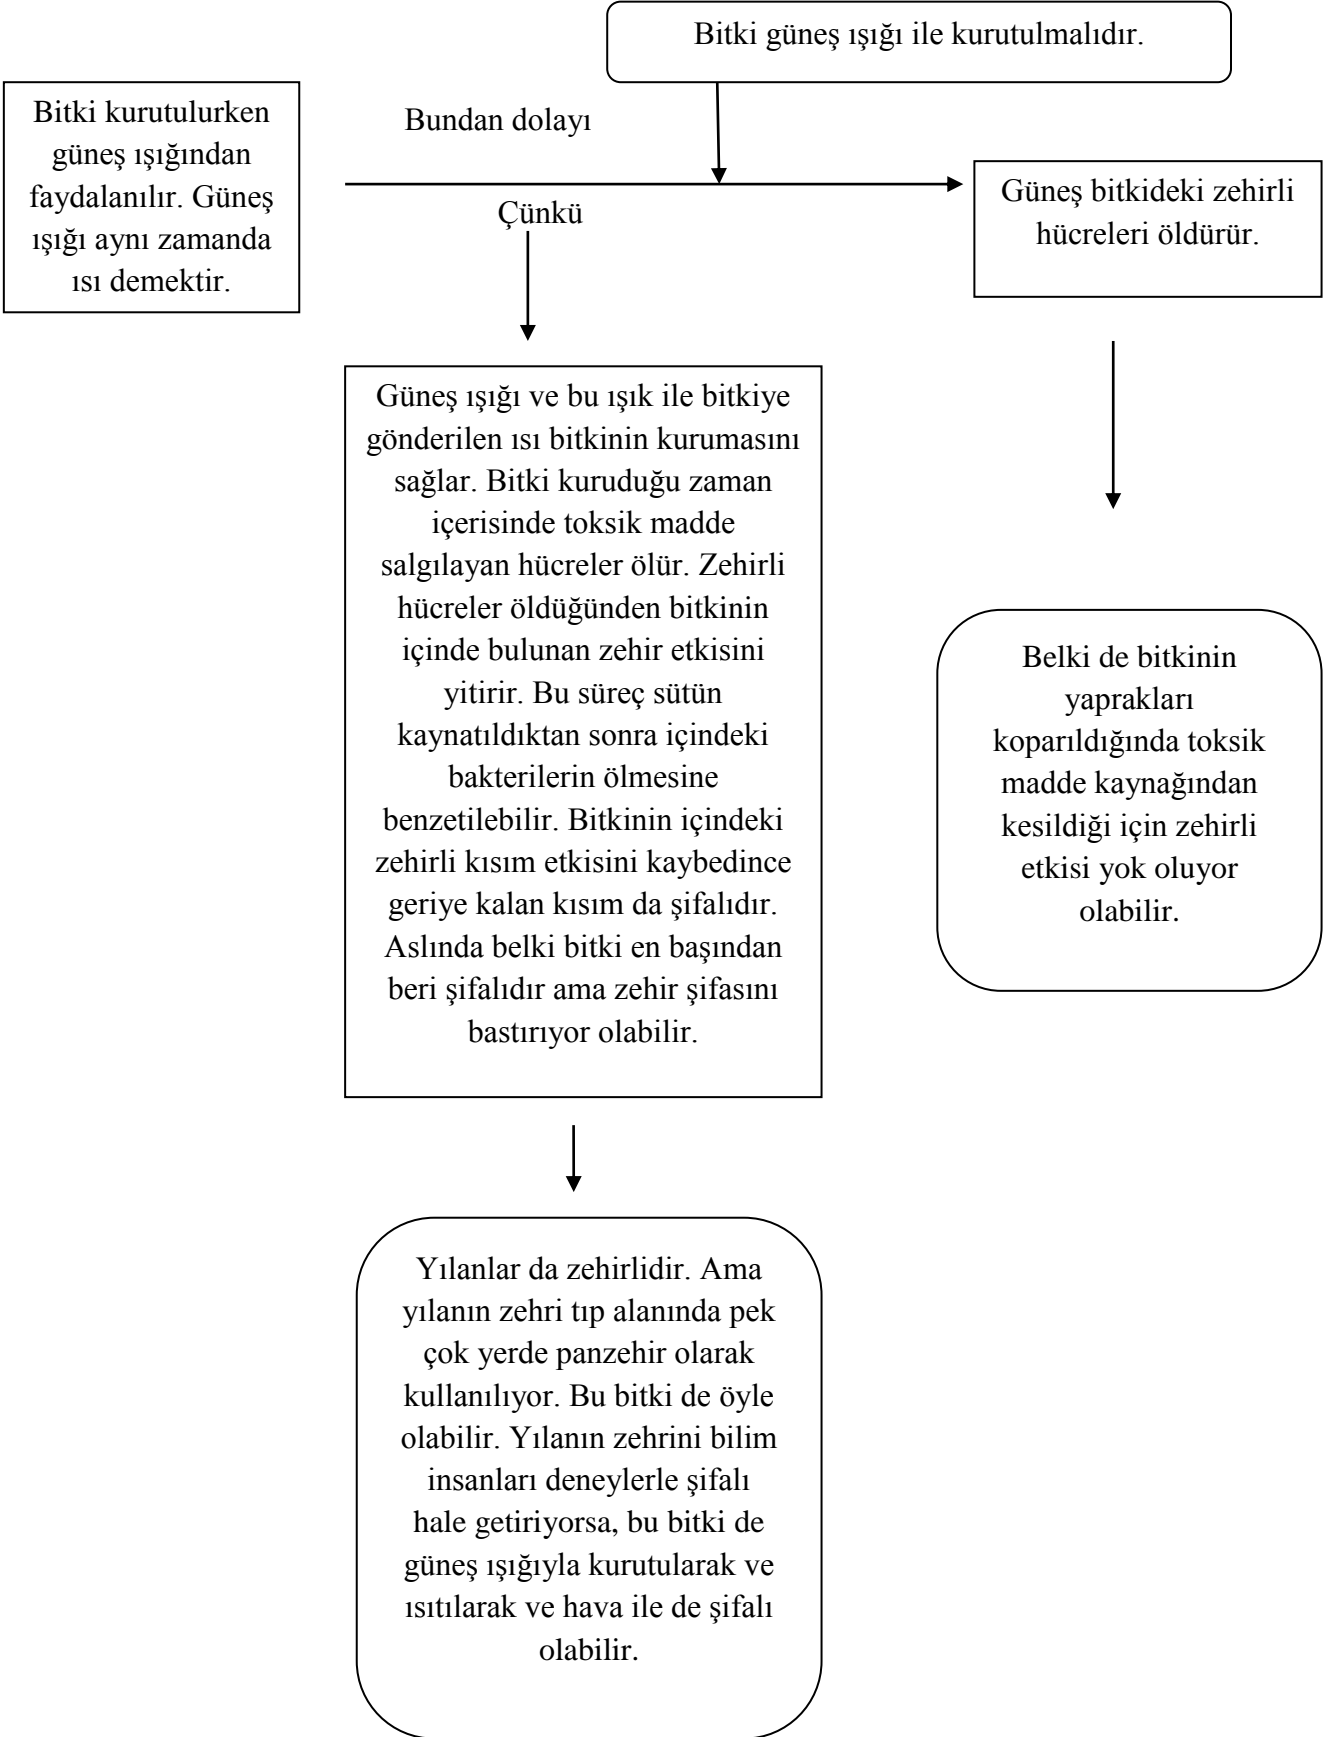 Bitki güneş ışığı ile kurutulmalıdır.
Bitki kurutulurken
güneş ışığından
faydalanılır. Güneş
ışığı aynı zamanda
ısı demektir.
Bundan dolayı
Çünkü
Güneş bitkideki zehirli
hücreleri öldürür.
Güneş ışığı ve bu ışık ile bitkiye
gönderilen ısı bitkinin kurumasını
sağlar. Bitki kuruduğu zaman
içerisinde toksik madde
salgılayan hücreler ölür. Zehirli
hücreler öldüğünden bitkinin
içinde bulunan zehir etkisini
yitirir. Bu süreç sütün
kaynatıldıktan sonra içindeki
bakterilerin ölmesine
benzetilebilir. Bitkinin içindeki
zehirli kısım etkisini kaybedince
geriye kalan kısım da şifalıdır.
Aslında belki bitki en başından
beri şifalıdır ama zehir şifasını
bastırıyor olabilir.
Belki de bitkinin
yaprakları
koparıldığında toksik
madde kaynağından
kesildiği için zehirli
etkisi yok oluyor
olabilir.
Yılanlar da zehirlidir. Ama
yılanın zehri tıp alanında pek
çok yerde panzehir olarak
kullanılıyor. Bu bitki de öyle
olabilir. Yılanın zehrini bilim
insanları deneylerle şifalı
hale getiriyorsa, bu bitki de
güneş ışığıyla kurutularak ve
ısıtılarak ve hava ile de şifalı
olabilir.